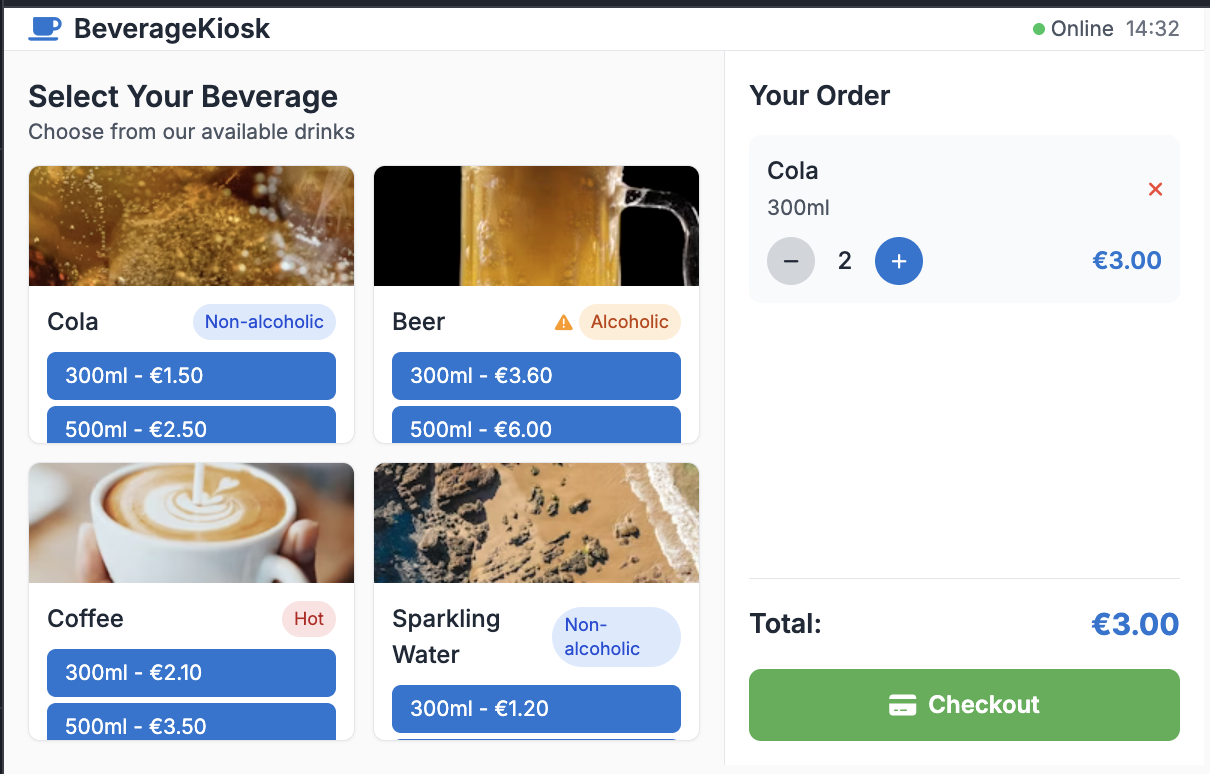 BeverageKiosk
Online 14:32
Select Your Beverage
Choose from our available drinks
Cola
Non-alcoholic
300ml - €1.50
500ml - €2.50
Beer
Alcoholic
300ml - €3.60
500ml - €6.00
Coffee
Hot
300ml - €2.10
500ml - €3.50
Sparkling
Water
Non-
alcoholic
300ml - €1.20
Your Order
Cola
300ml
− 2 +
€3.00
Total:
€3.00
Checkout